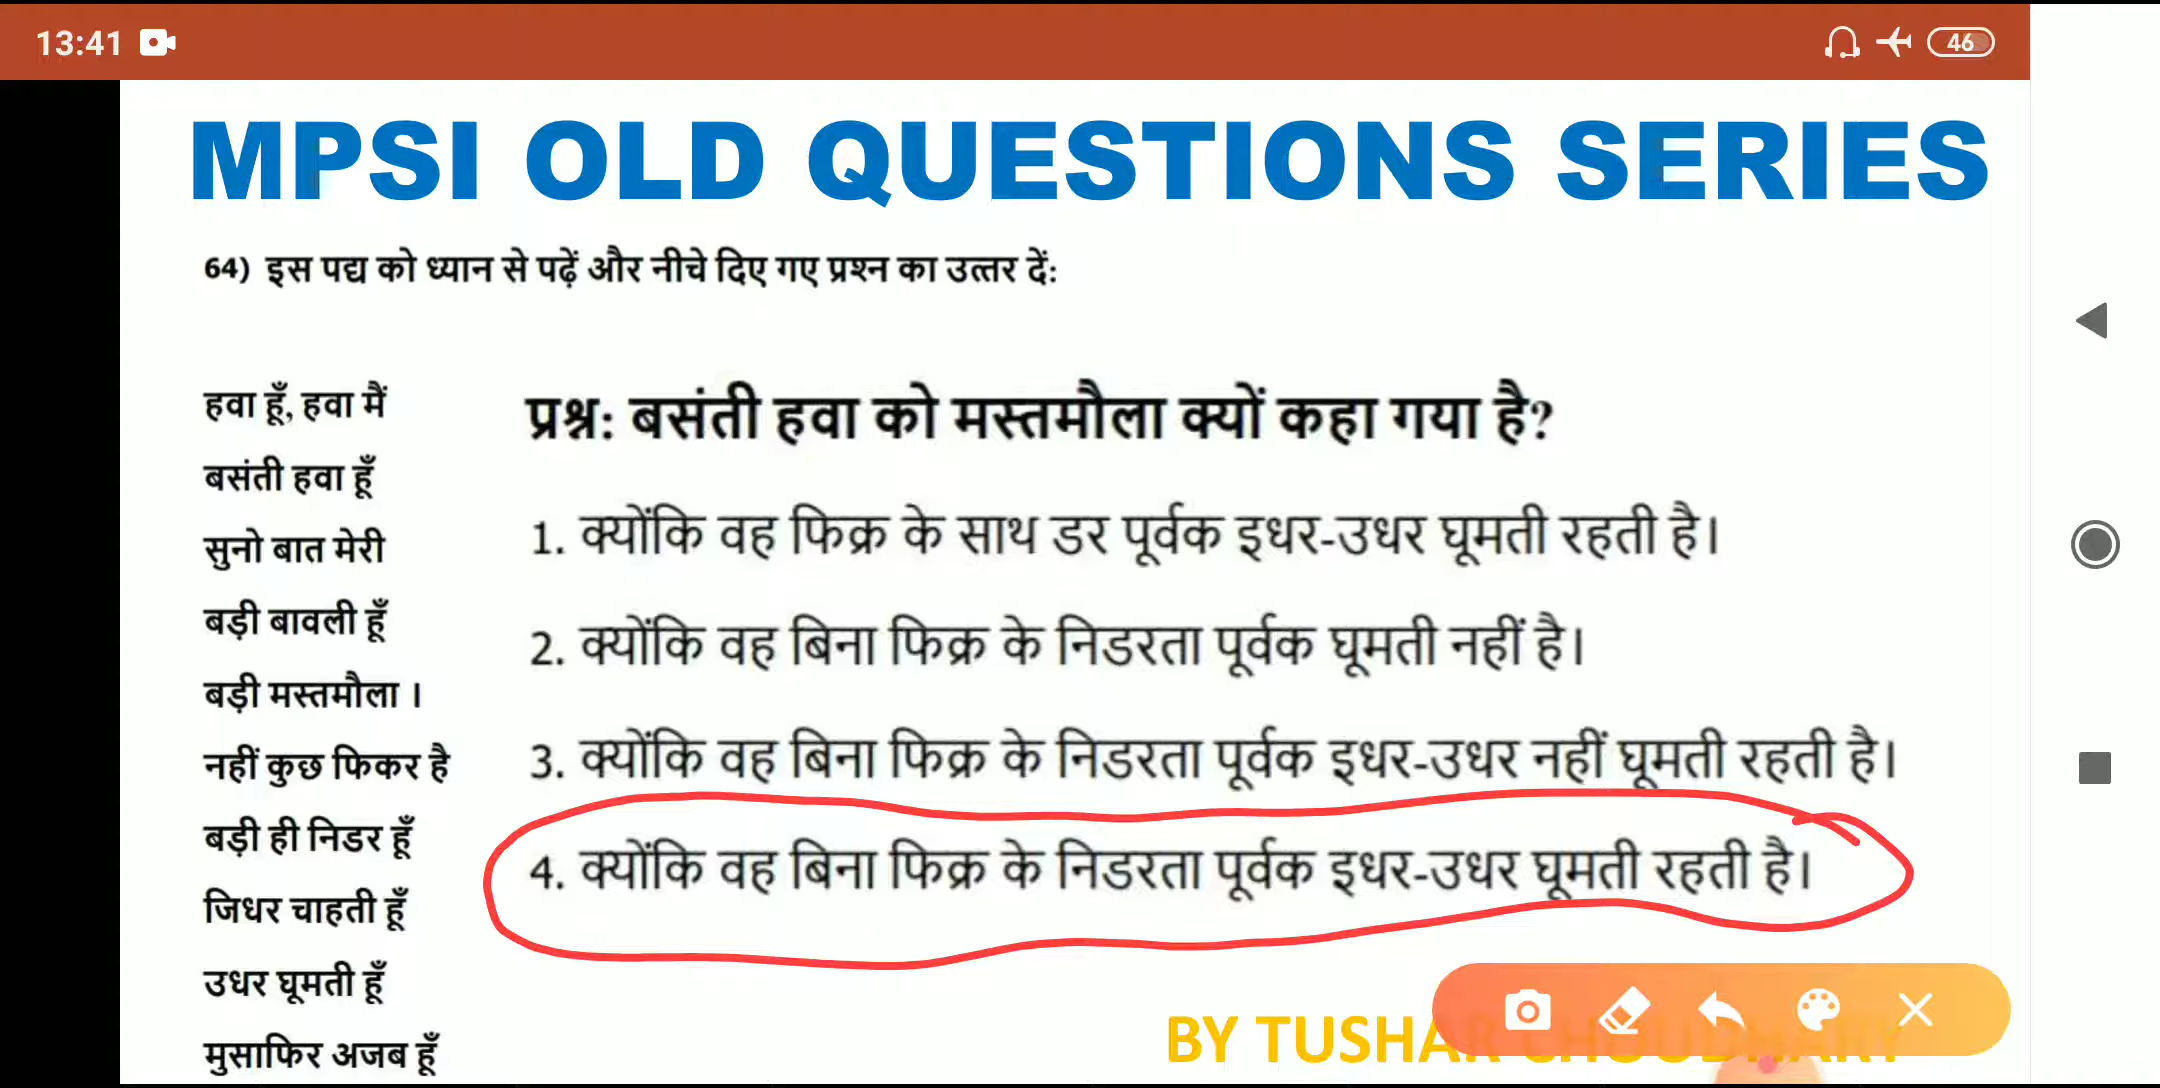 13:41
46
MPSI OLD QUESTIONS SERIES
64) इस पद्य को ध्यान से पढ़ें और नीचे दिए गए प्रश्न का उत्तर दें:
हवा हूँ, हवा मैं
बसंती हवा हूँ
सुनो बात मेरी
बड़ी बावली हूँ
बड़ी मस्तमौला ।
नहीं कुछ फिकर है
बड़ी ही निडर हूँ
जिधर चाहती हूँ
उधर घूमती हूँ
मुसाफिर अजब हूँ
प्रश्न: बसंती हवा को मस्तमौला क्यों कहा गया है?
1. क्योंकि वह फिक्र के साथ डर पूर्वक इधर-उधर घूमती रहती है।
2. क्योंकि वह बिना फिक्र के निडरता पूर्वक घूमती नहीं है।
3. क्योंकि वह बिना फिक्र के निडरता पूर्वक इधर-उधर नहीं घूमती रहती है।
4. क्योंकि वह बिना फिक्र के निडरता पूर्वक इधर-उधर घूमती रहती है।
BY TUSHAR CHOUDHARY